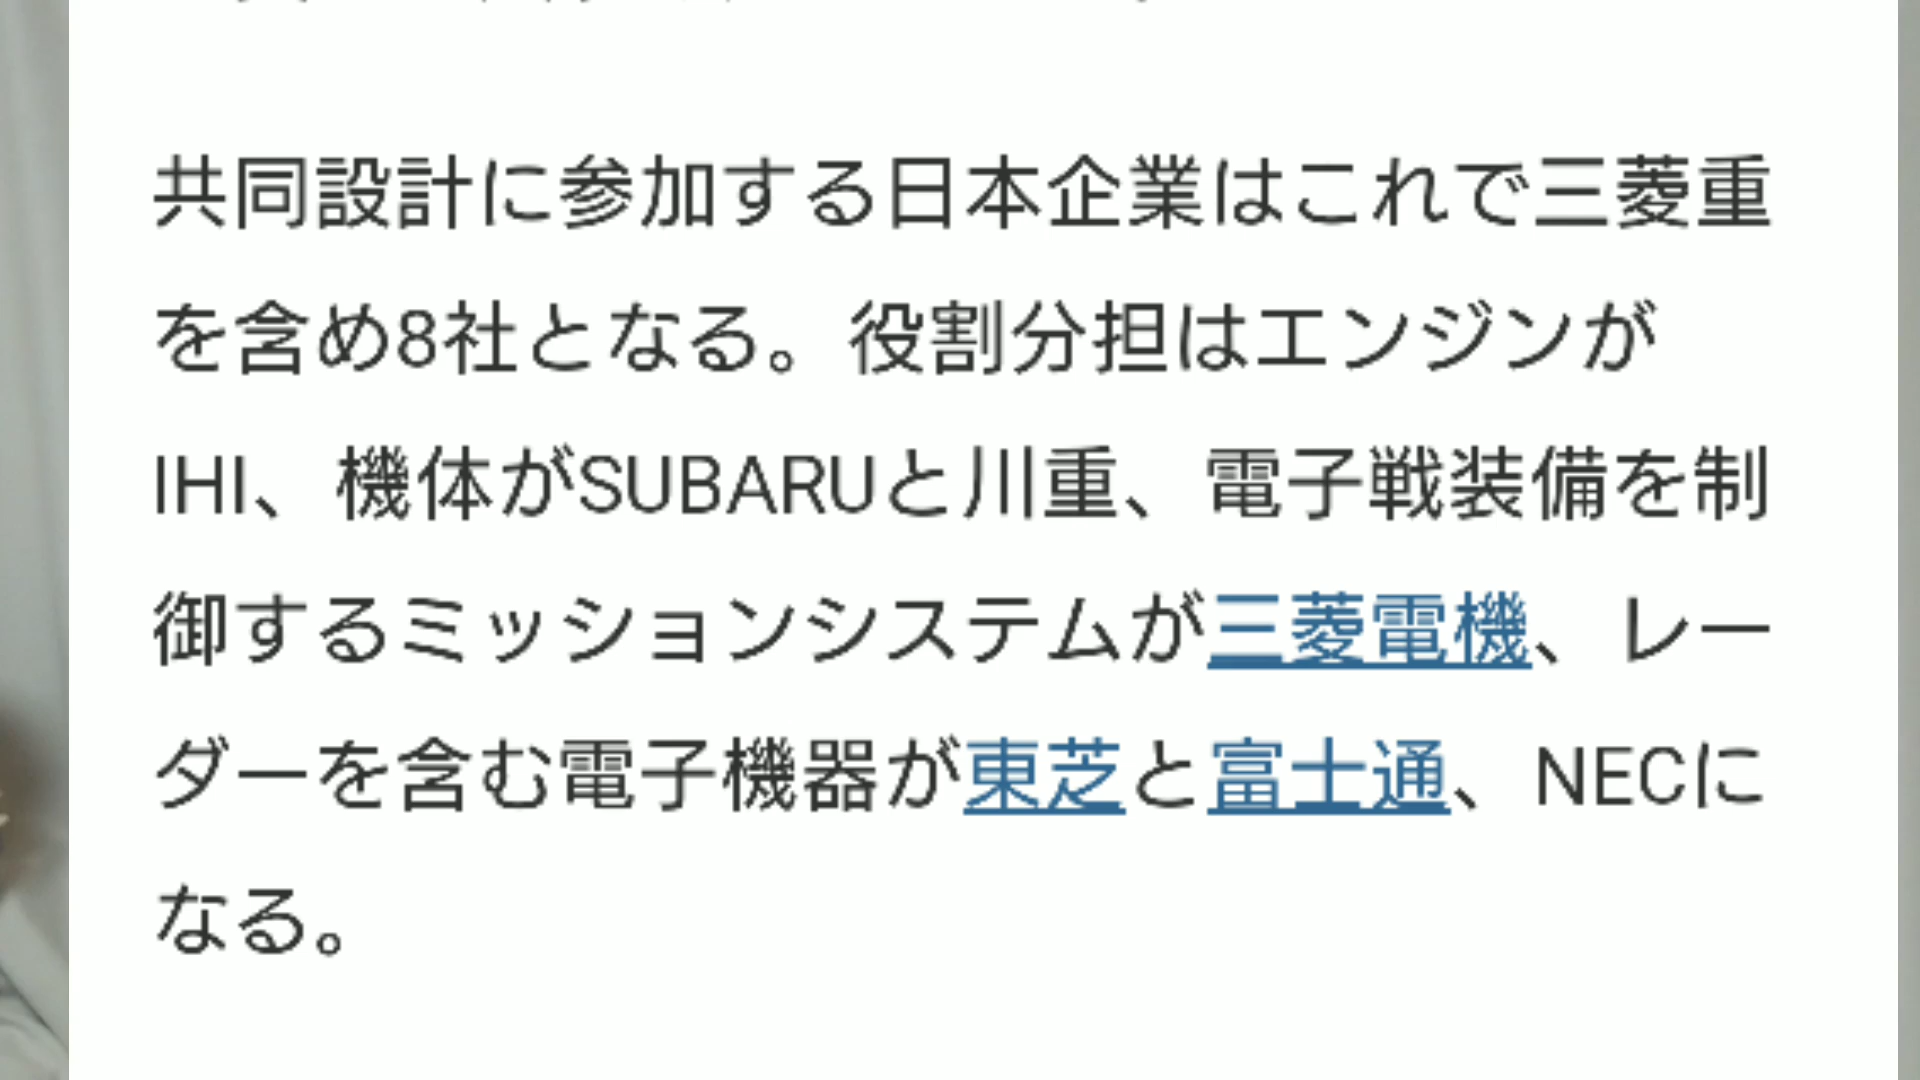 共同設計に参加する日本企業はこれで三菱重
を含め8社となる。役割分担はエンジンが
IHI、機体がSUBARUと川重、電子戦装備を制
御するミッションシステムが三菱電機、レー
ダーを含む電子機器が東芝と富士通、NECに
なる。